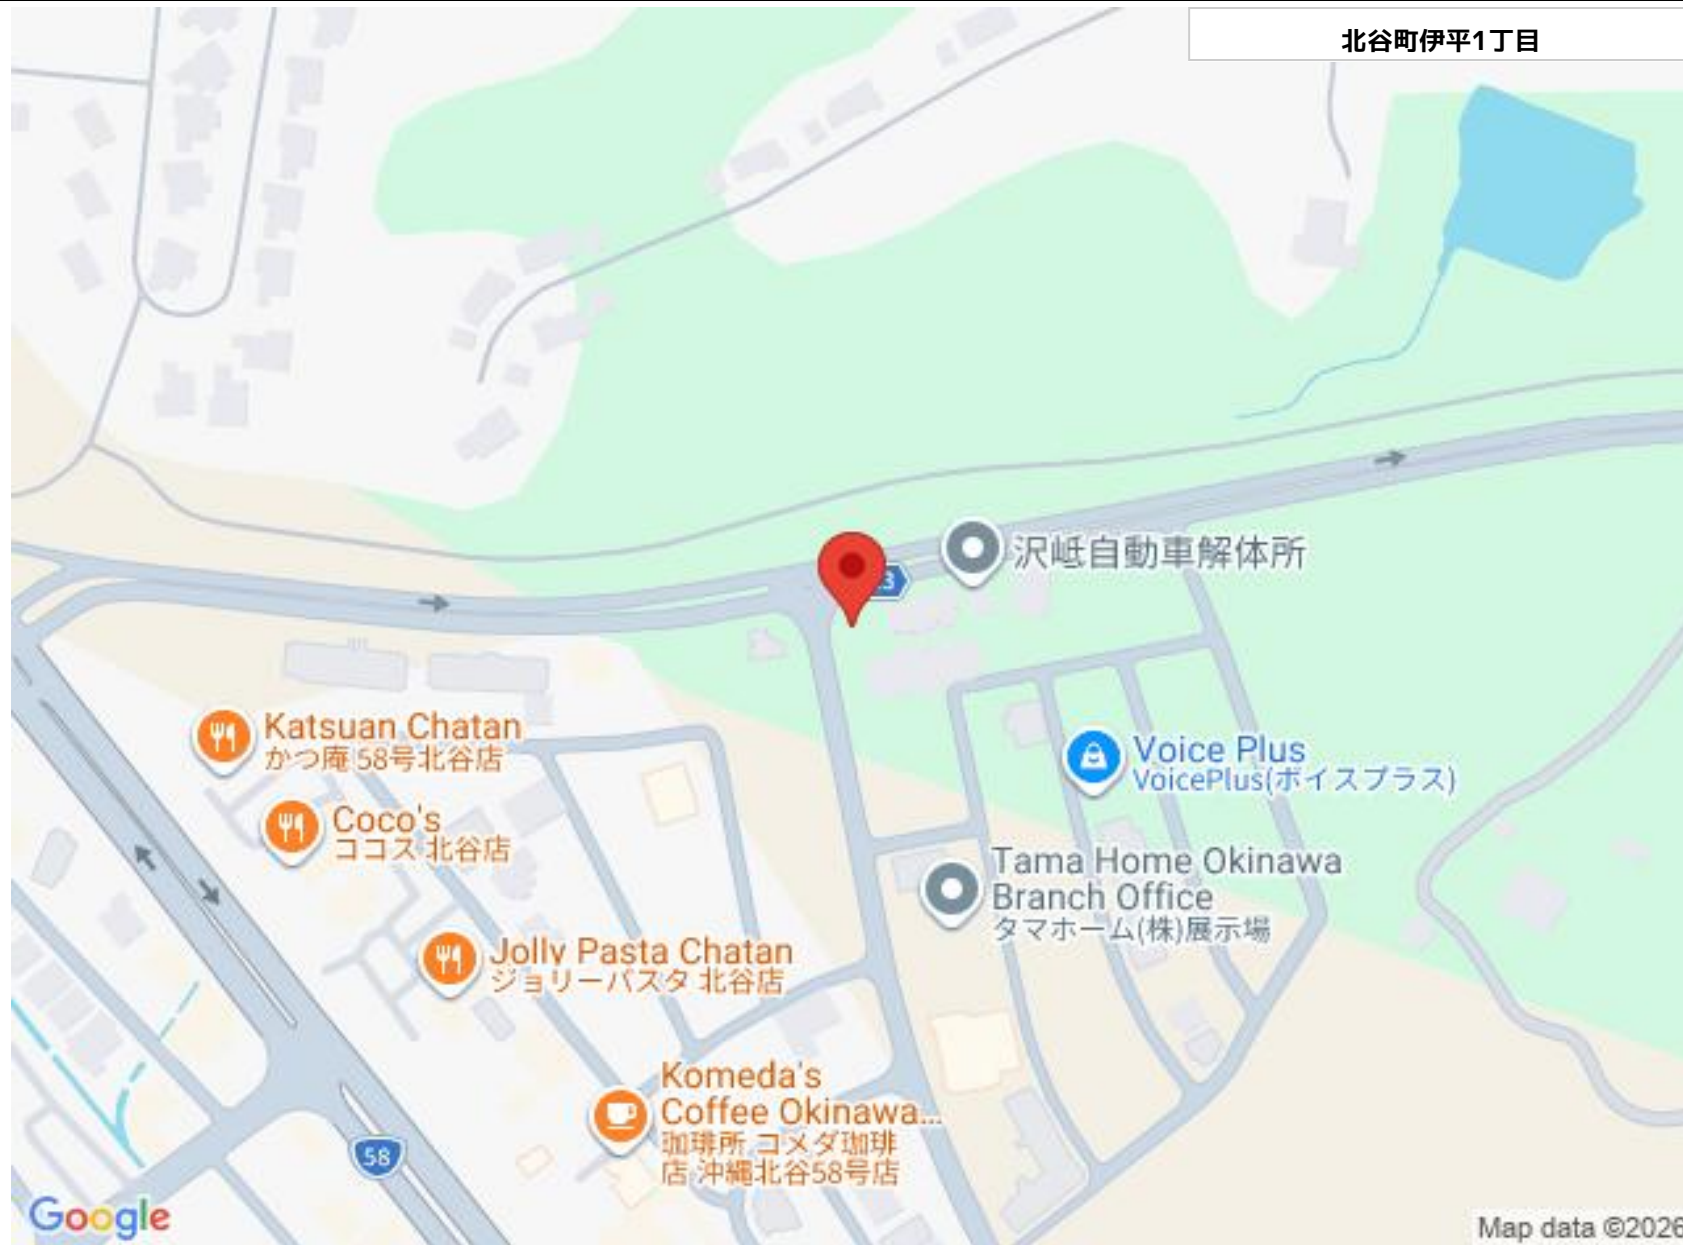 北谷町伊平1丁目
沢岻自動車解体所
Katsuan Chatan
かつ庵 58号北谷店
Voice Plus
VoicePlus(ボイスプラス)
Coco's
ココス 北谷店
Tama Home Okinawa
Branch Office
タマホーム(株)展示場
Jolly Pasta Chatan
ジョリーパスタ 北谷店
Komeda's
Coffee Okinawa...
珈琲所 コメダ珈琲
店 沖縄北谷58号店
58
Google
Map data ©2026